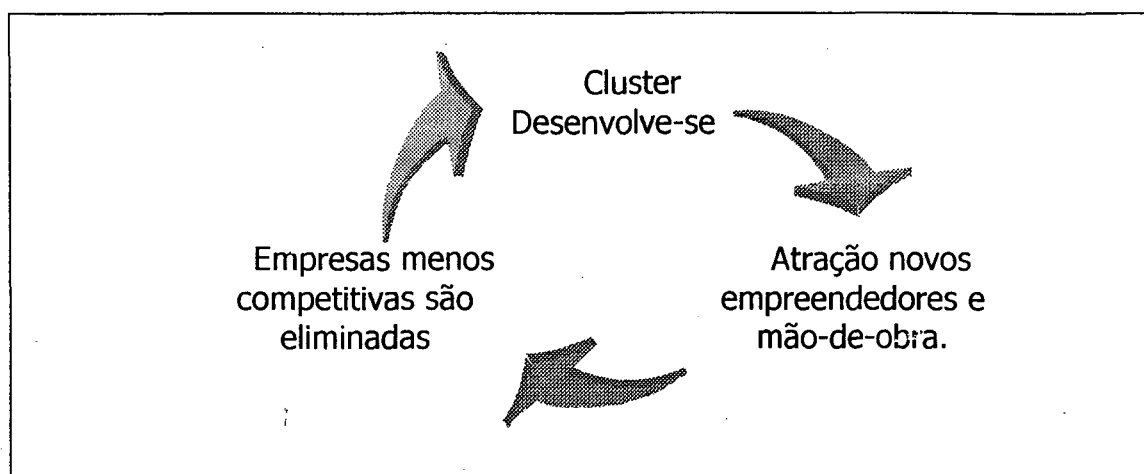 Cluster
Desenvolve-se
Empresas menos
competitivas são
eliminadas
Atração novos
empreendedores e
mão-de-obra.